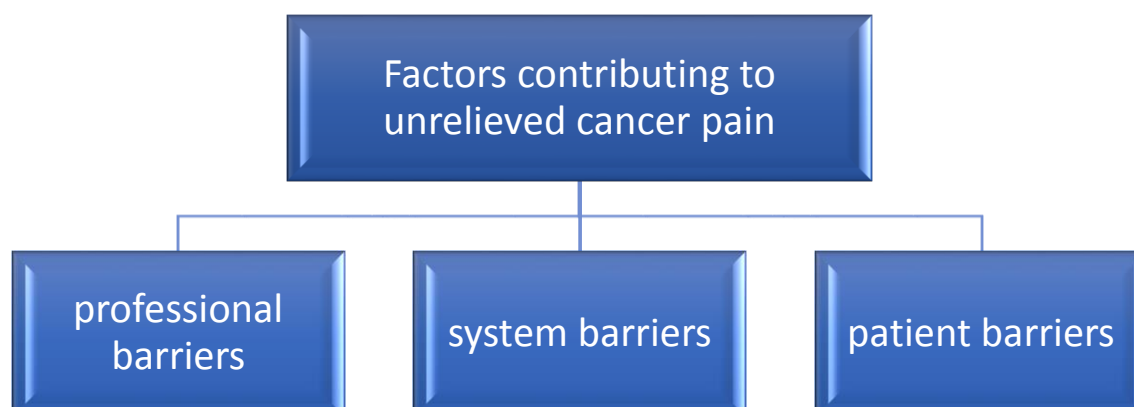 Factors contributing to
unrelieved cancer pain
professional
barriers
system barriers
patient barriers